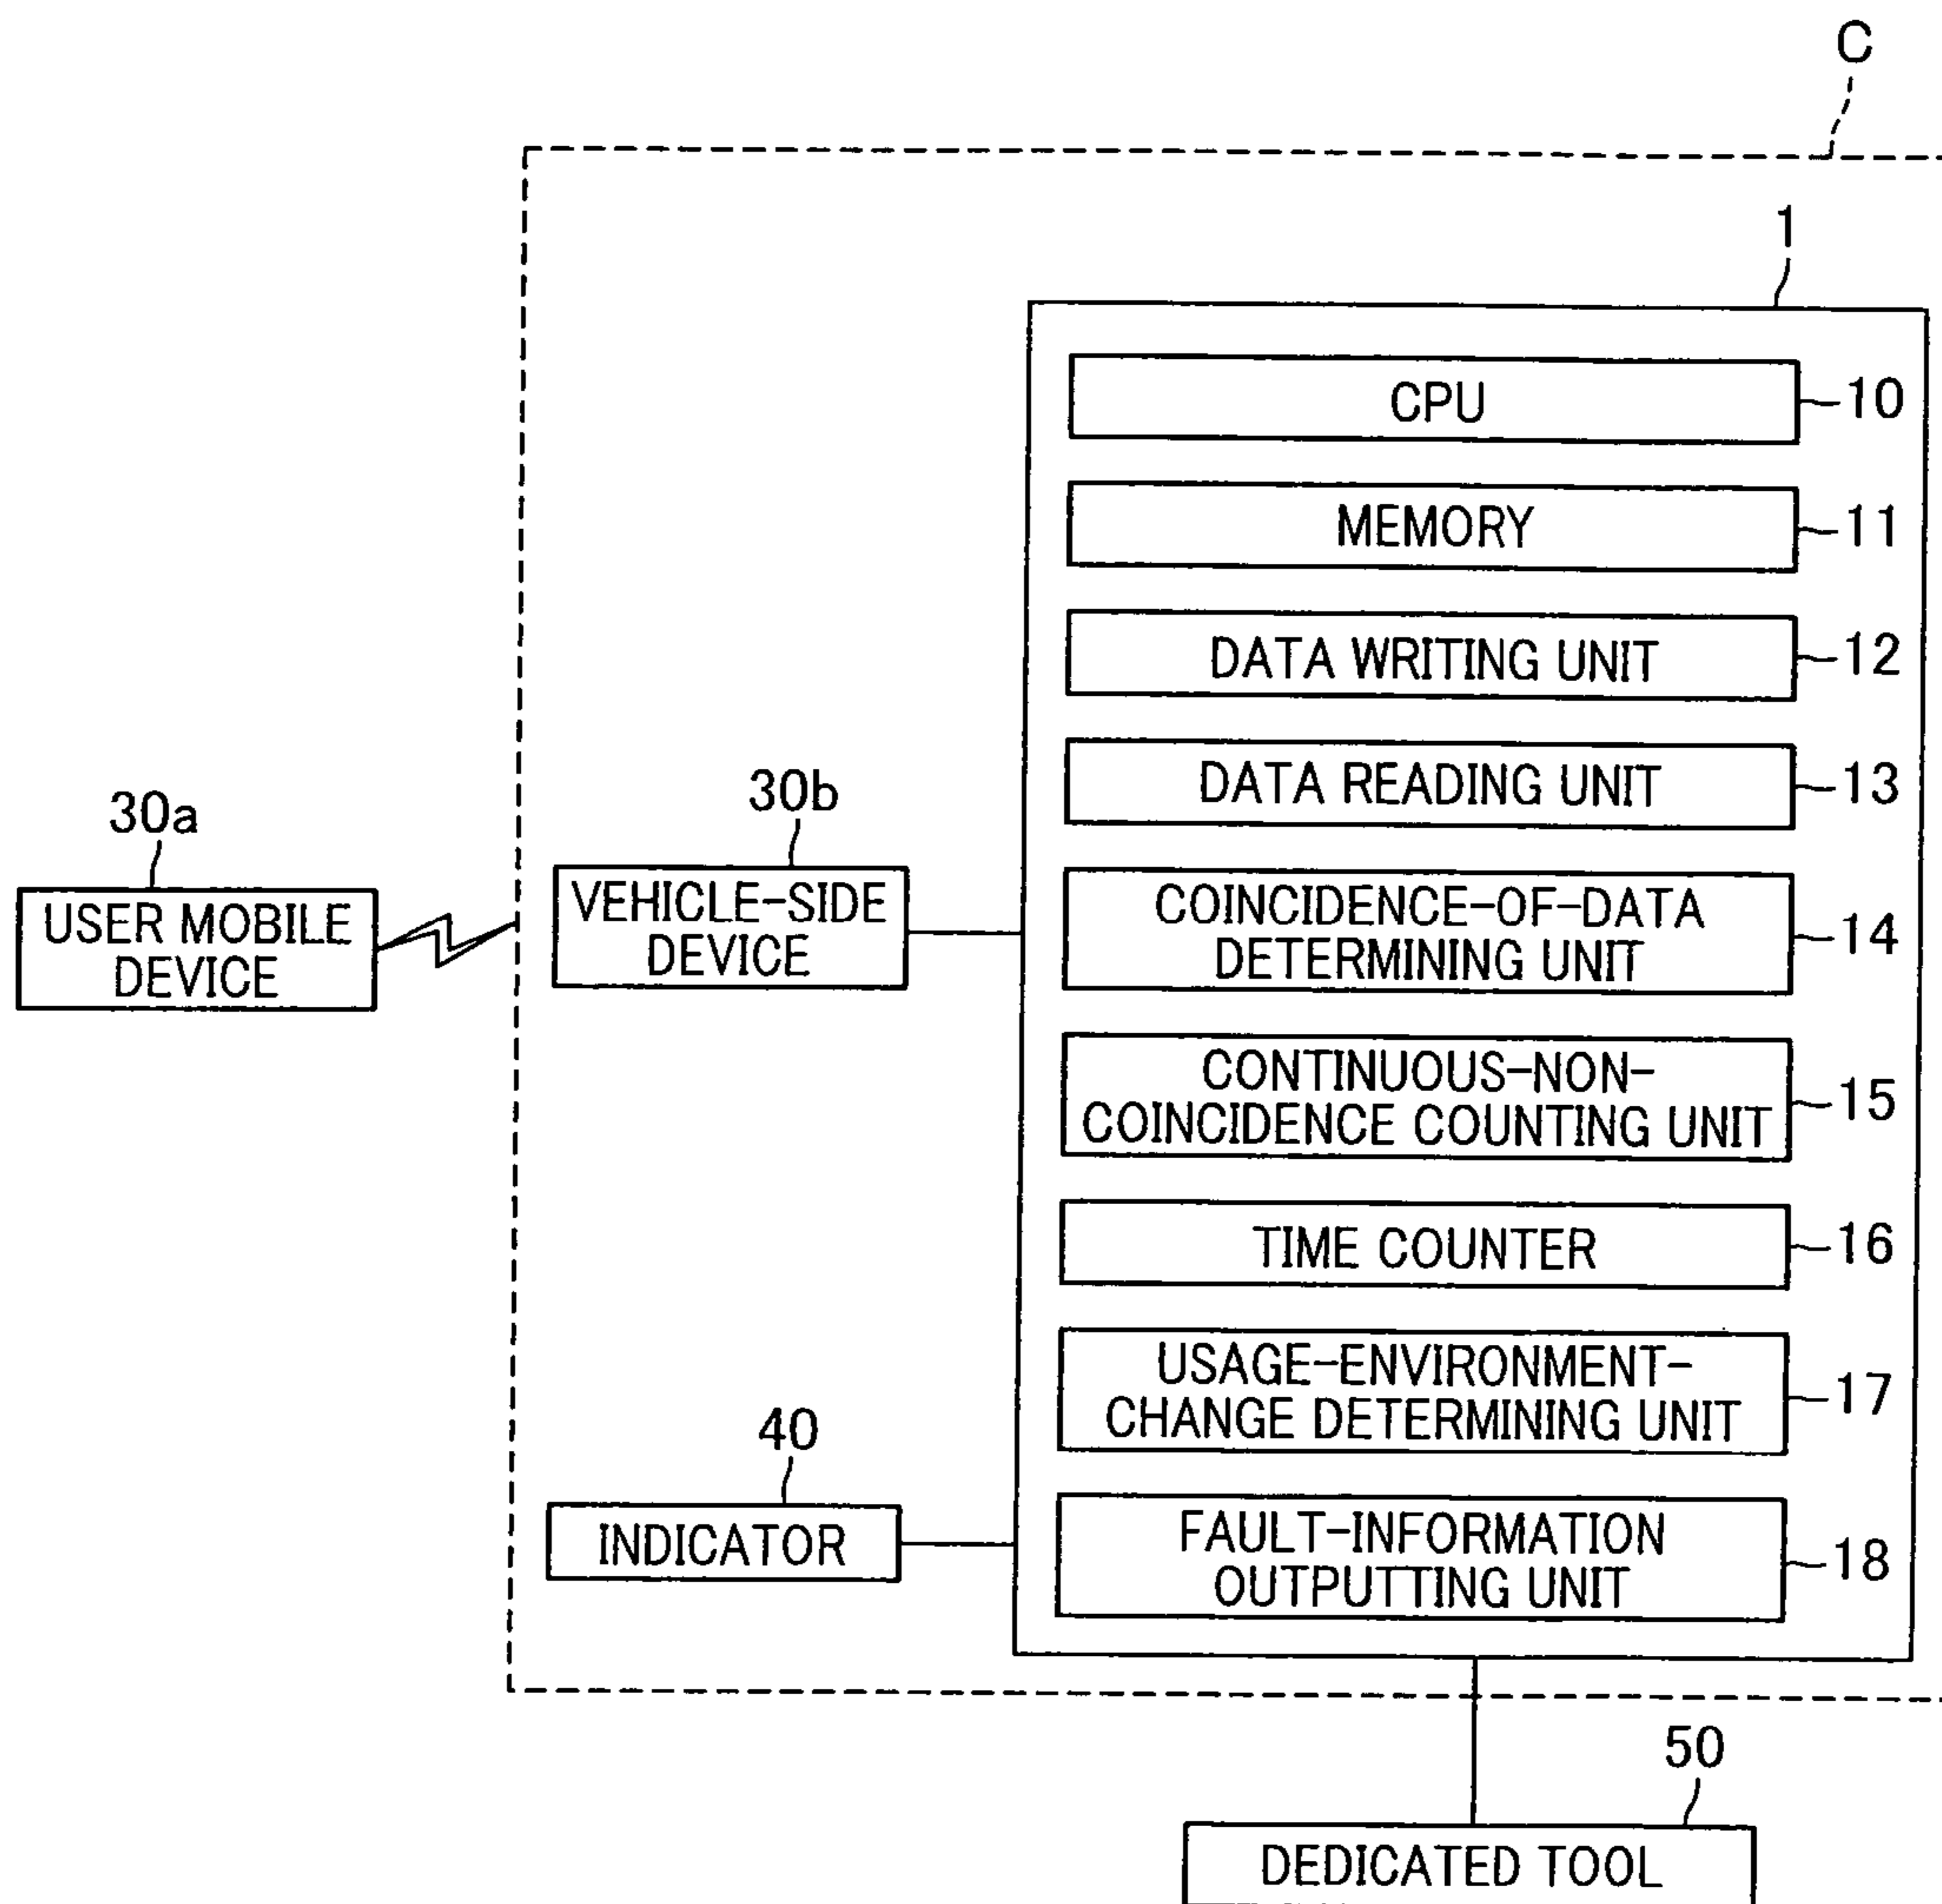 C
1
CPU
10
MEMORY
11
DATA WRITING UNIT
12
DATA READING UNIT
13
30a
USER MOBILE
DEVICE
30b
VEHICLE-SIDE
DEVICE
COINCIDENCE-OF-DATA
DETERMINING UNIT
14
CONTINUOUS-NON-
COINCIDENCE COUNTING UNIT
15
TIME COUNTER
16
USAGE-ENVIRONMENT-
CHANGE DETERMINING UNIT
17
40
INDICATOR
FAULT-INFORMATION
OUTPUTTING UNIT
18
50
DEDICATED TOOL